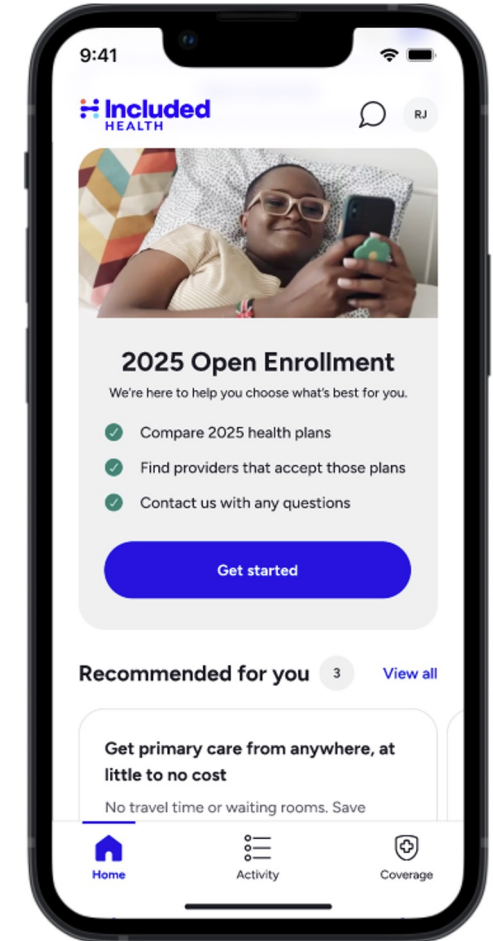 9:41
Included
HEALTH
RJ
2025 Open Enrollment
We're here to help you choose what's best for you.
Compare 2025 health plans
Find providers that accept those plans
Contact us with any questions
Get started
Recommended for you 3 View all
Get primary care from anywhere, at
little to no cost
No travel time or waiting rooms. Save
Home Activity Coverage